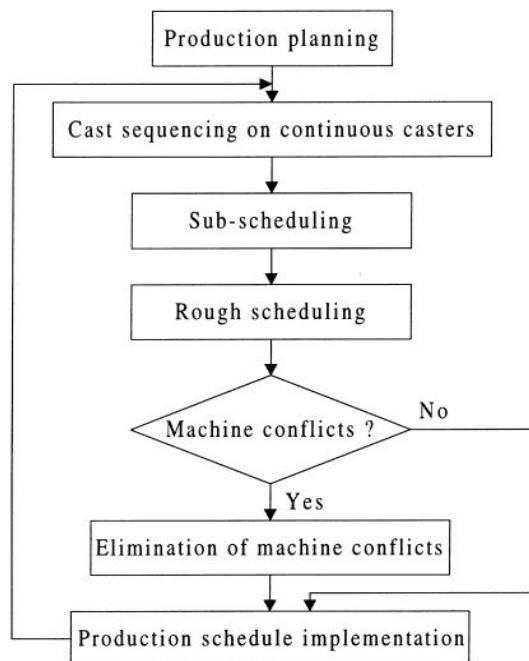 Production planning
Cast sequencing on continuous casters
Sub-scheduling
Rough scheduling
Machine conflicts ?
No
Yes
Elimination of machine conflicts
Production schedule implementation